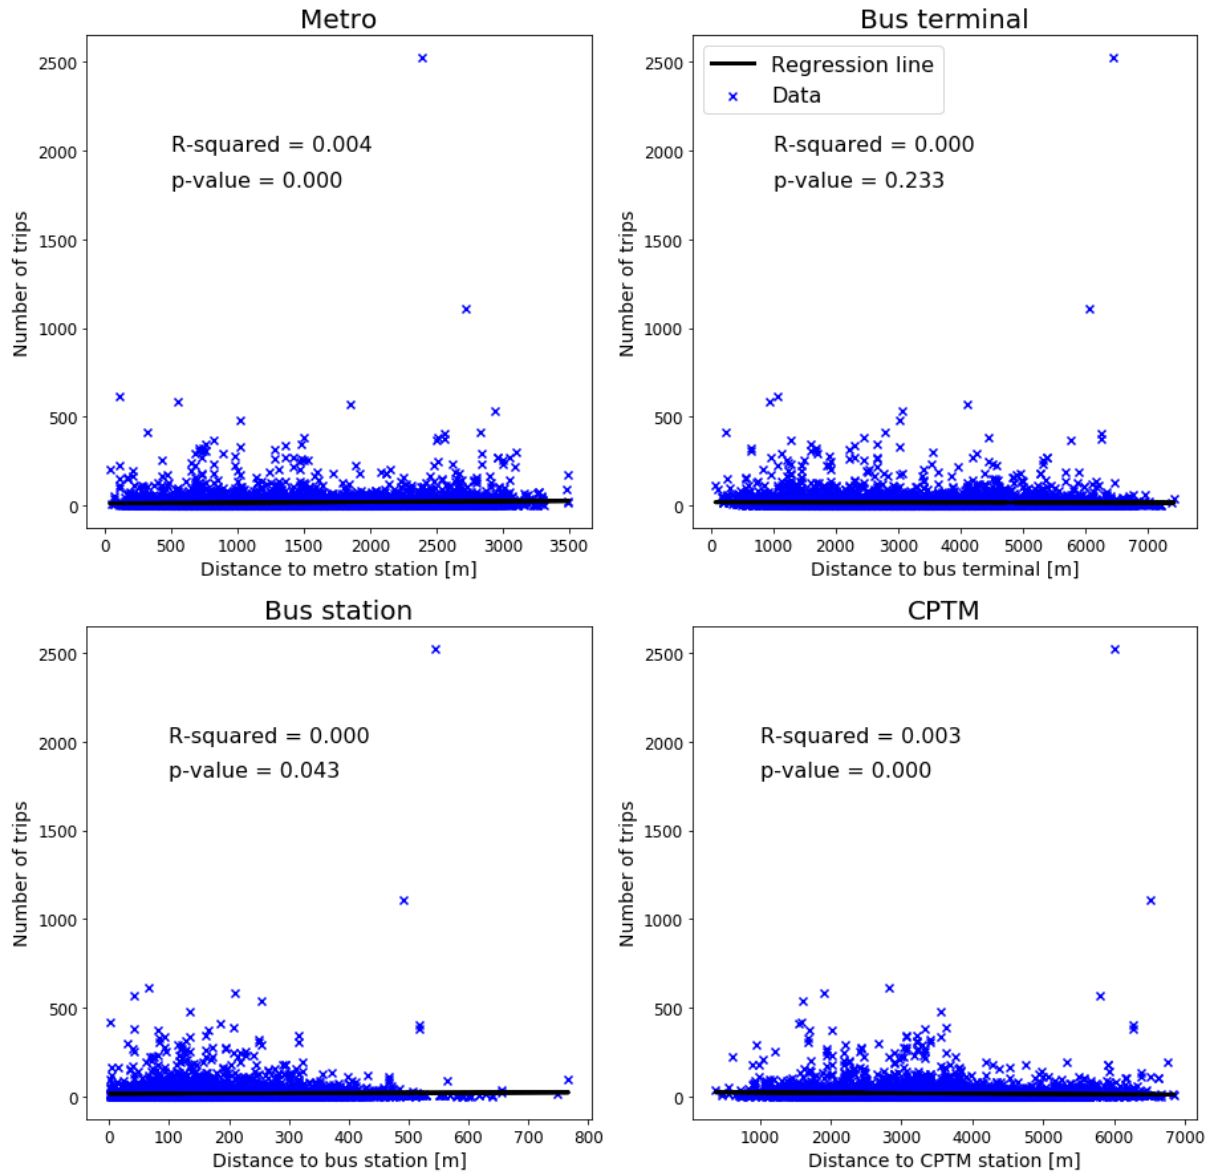 Metro
2500
2000
1500
1000
500
0
Number of trips
R-squared = 0.004
p-value = 0.000
0 500 1000 1500 2000 2500 3000 3500
Distance to metro station [m]
Bus terminal
2500
2000
1500
1000
500
0
Number of trips
Regression line
Data
R-squared = 0.000
p-value = 0.233
0 1000 2000 3000 4000 5000 6000 7000
Distance to bus terminal [m]
Bus station
2500
2000
1500
1000
500
0
Number of trips
R-squared = 0.000
p-value = 0.043
0 100 200 300 400 500 600 700 800
Distance to bus station [m]
CPTM
2500
2000
1500
1000
500
0
Number of trips
R-squared = 0.003
p-value = 0.000
1000 2000 3000 4000 5000 6000 7000
Distance to CPTM station [m]